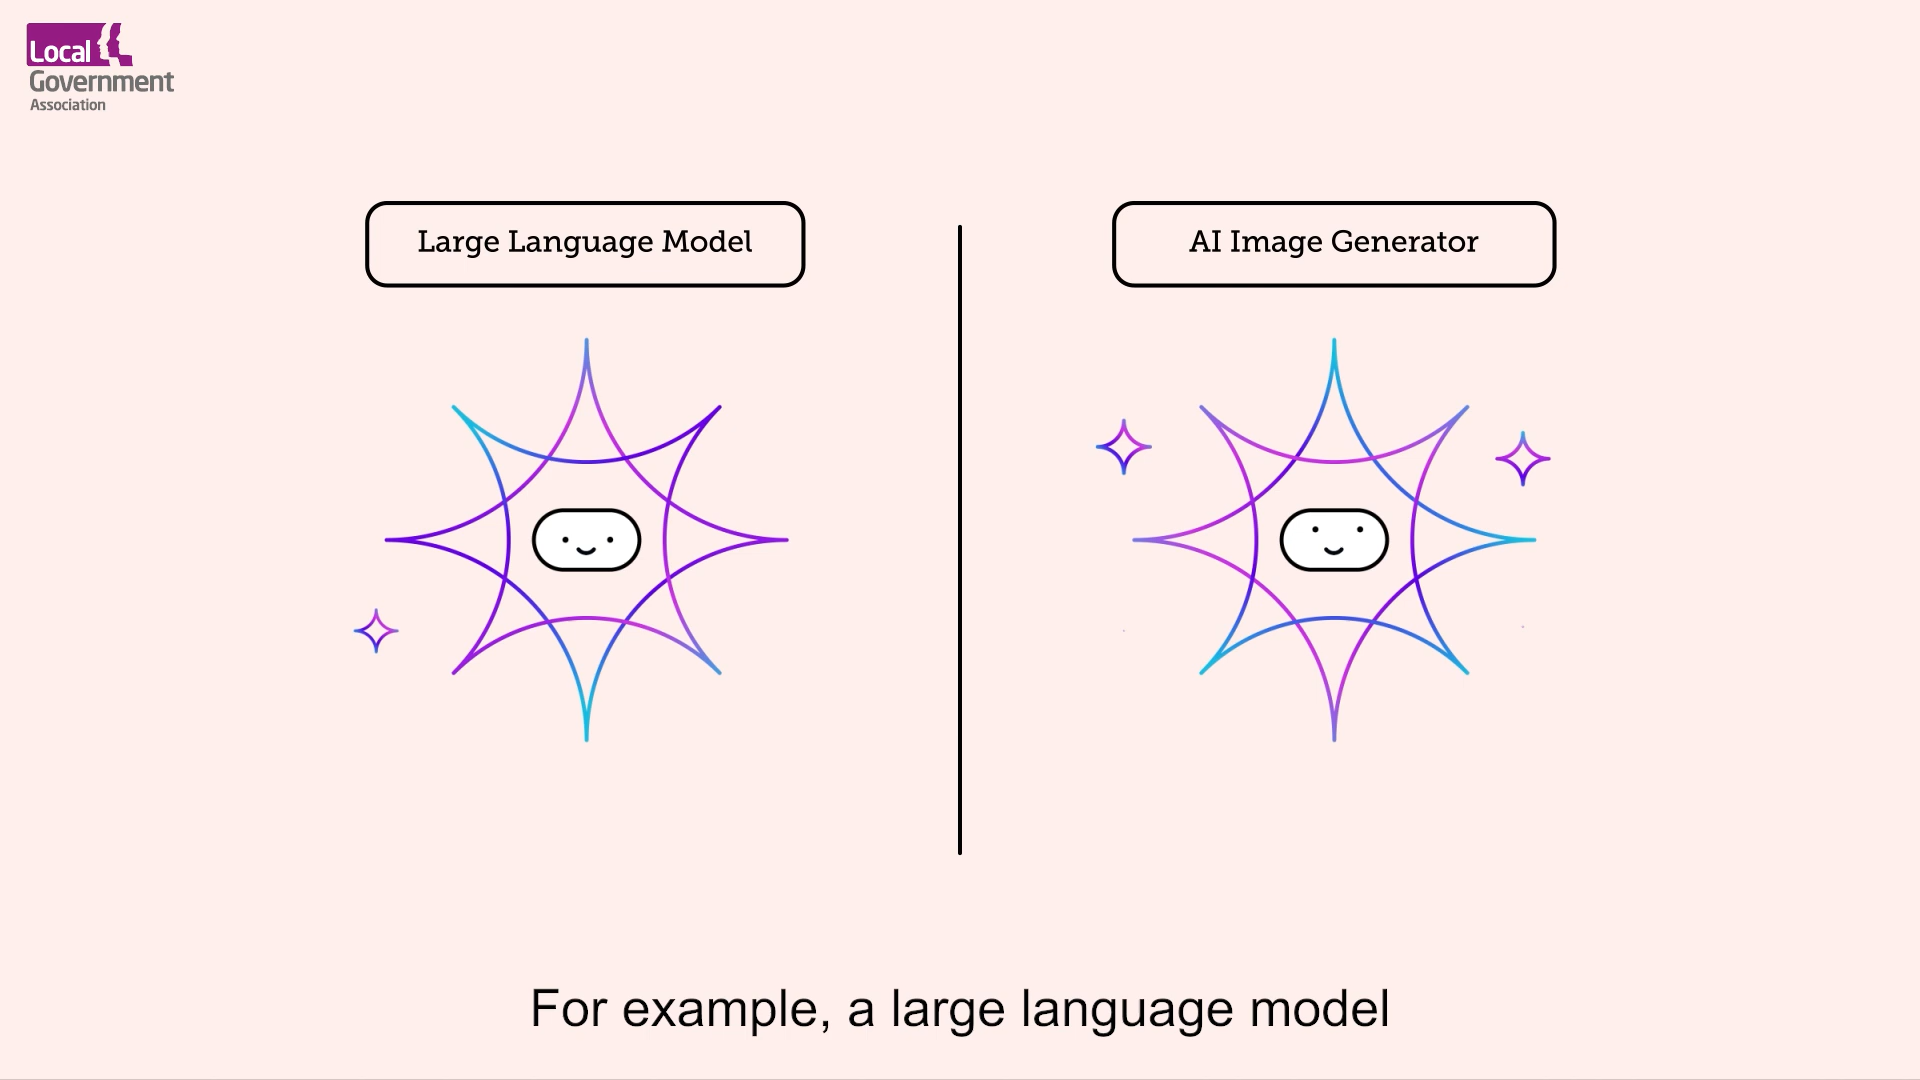 Local
Government
Association
Large Language Model
AI Image Generator
For example, a large language model